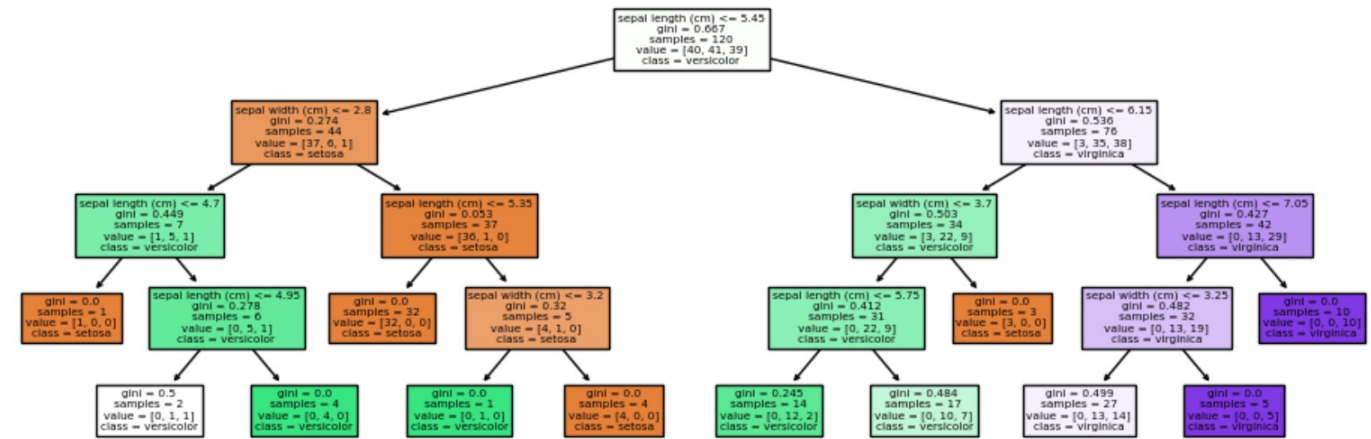 sepal length (cm) <= 5.45
gini = 0.667
samples = 120
value = [40, 41, 39]
class = versicolor
sepal width (cm) <= 2.8
gini = 0.274
samples = 44
value = [37, 6, 1]
class = setosa
sepal length (cm) <= 6.15
gini = 0.536
samples = 76
value = [3, 35, 38]
class = virginica
sepal length (cm) <= 4.7
gini = 0.449
samples = 7
value = [1, 5, 1]
class = versicolor
sepal length (cm) <= 5.35
gini = 0.053
samples = 37
value = [36, 1, 0]
class = setosa
sepal width (cm) <= 3.7
gini = 0.503
samples = 34
value = [3, 22, 9]
class = versicolor
sepal length (cm) <= 7.05
gini = 0.427
samples = 42
value = [0, 13, 29]
class = virginica
gini = 0.0
samples = 1
value = [1, 0, 0]
class = setosa
sepal length (cm) <= 4.95
gini = 0.278
samples = 6
value = [0, 5, 1]
class = versicolor
gini = 0.0
samples = 32
value = [32, 0, 0]
class = setosa
sepal width (cm) <= 3.2
gini = 0.32
samples = 5
value = [4, 1, 0]
class = setosa
sepal length (cm) <= 5.75
gini = 0.412
samples = 31
value = [0, 22, 9]
class = versicolor
gini = 0.0
samples = 3
value = [3, 0, 0]
class = setosa
sepal width (cm) <= 3.25
gini = 0.482
samples = 32
value = [0, 13, 19]
class = virginica
gini = 0.0
samples = 10
value = [0, 0, 10]
class = virginica
gini = 0.5
samples = 2
value = [0, 1, 1]
class = versicolor
gini = 0.0
samples = 4
value = [0, 4, 0]
class = versicolor
gini = 0.0
samples = 1
value = [0, 1, 0]
class = versicolor
gini = 0.0
samples = 4
value = [4, 0, 0]
class = setosa
gini = 0.245
samples = 14
value = [0, 12, 2]
class = versicolor
gini = 0.484
samples = 17
value = [0, 10, 7]
class = versicolor
gini = 0.499
samples = 27
value = [0, 13, 14]
class = virginica
gini = 0.0
samples = 5
value = [0, 0, 5]
class = virginica